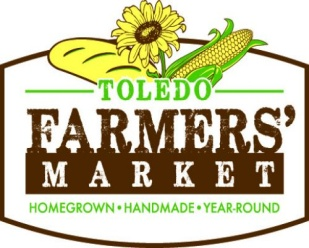 TOLEDO
FARMERS'
MARKET
HOMEGROWN • HANDMADE • YEAR-ROUND